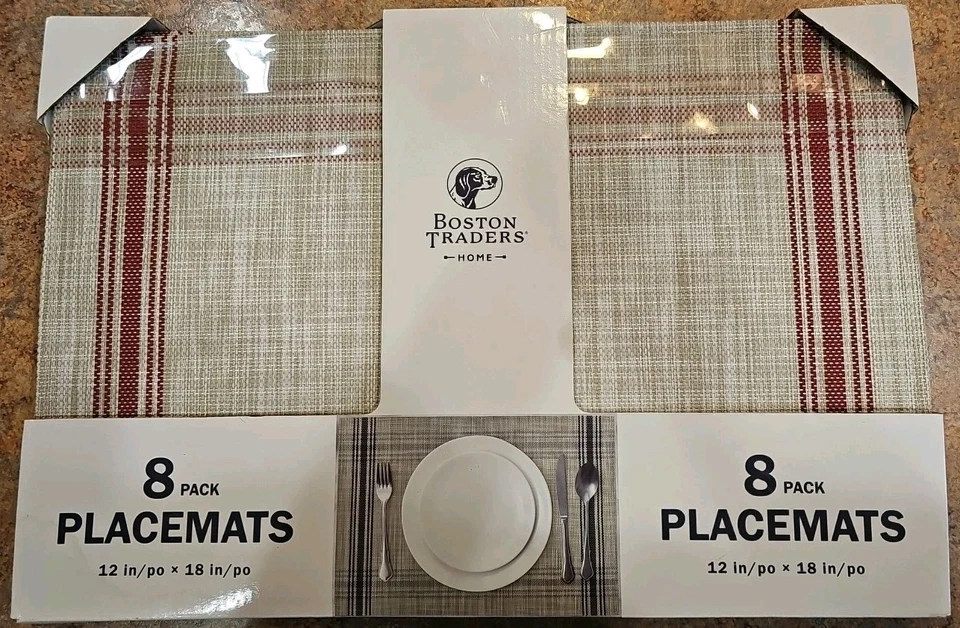 BOSTON
TRADERS®
HOME
8 PACK
PLACEMATS
12 in/po × 18 in/po
8 PACK
PLACEMATS
12 in/po × 18 in/po